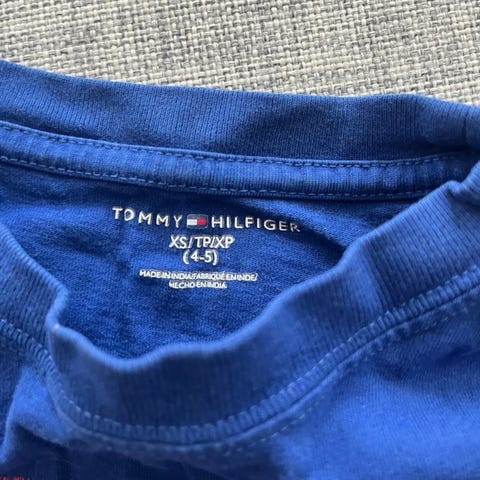 TOMMY HILFIGER
XS/TP/XP
(4-5)
MADE IN INDIA/FABRIQUÉ EN INDE/
HECHO EN INDIA